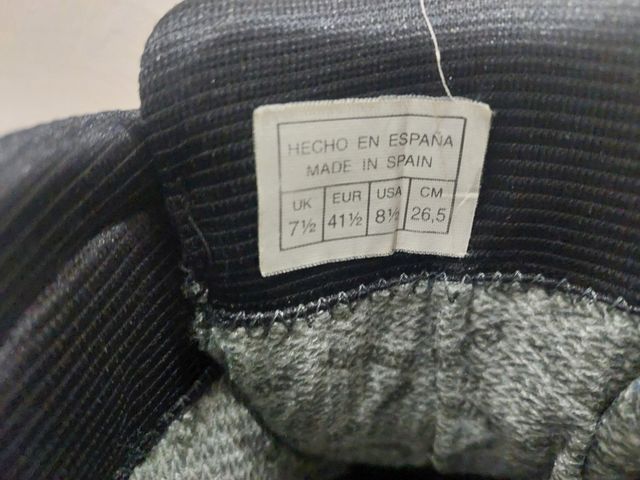 HECHO EN ESPAÑA
MADE IN SPAIN
UK EUR USA CM
7½ 41½ 8½ 26,5